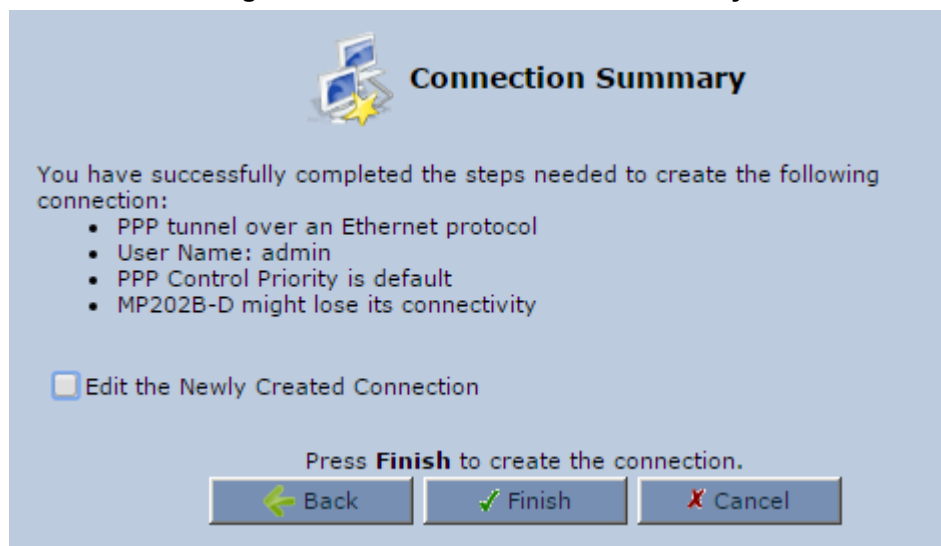 Connection Summary
You have successfully completed the steps needed to create the following
connection:
• PPP tunnel over an Ethernet protocol
• User Name: admin
• PPP Control Priority is default
• MP202B-D might lose its connectivity
Edit the Newly Created Connection
Press Finish to create the connection.
Back Finish Cancel